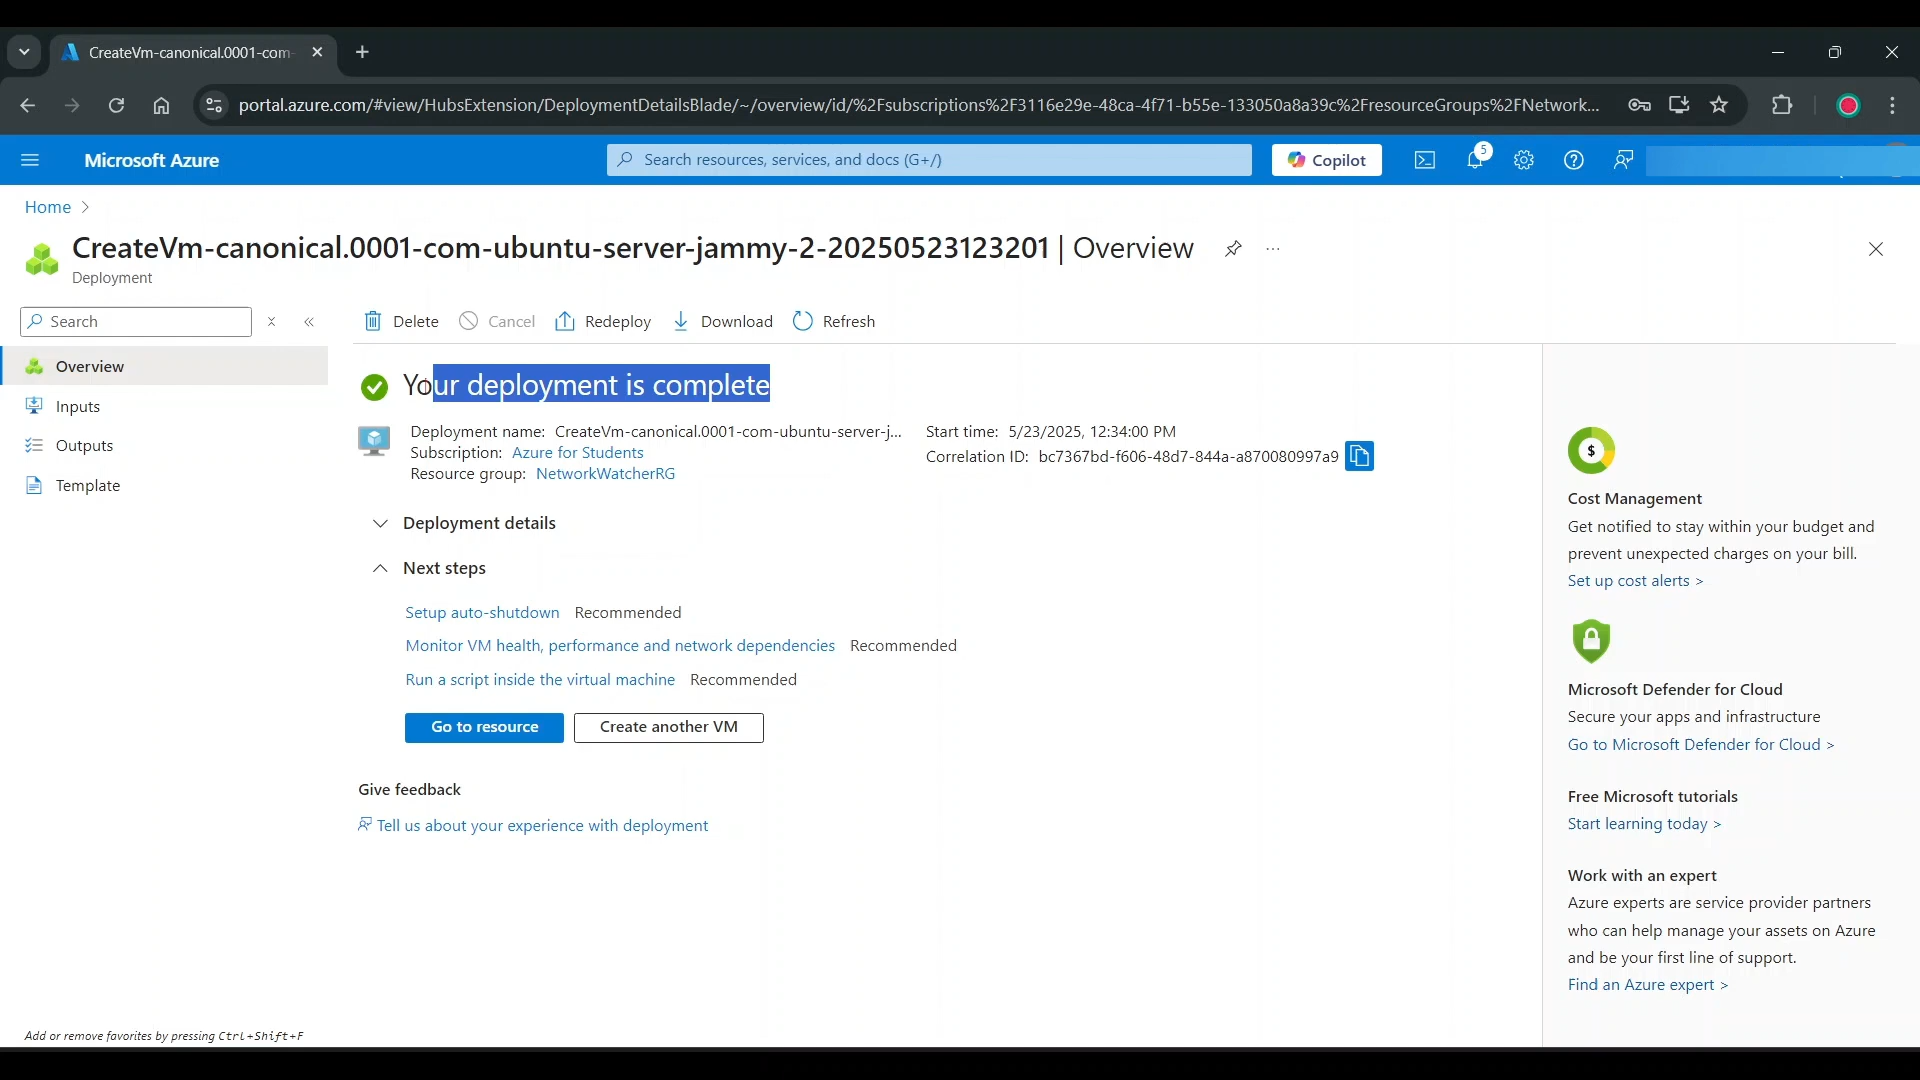 CreateVm-canonical.0001-com-
portal.azure.com/#view/HubsExtension/DeploymentDetailsBlade/~/overview/id/%2Fsubscriptions%2F3116e29e-48ca-4f71-b55e-133050a8a39c%2FresourceGroups%2FNetwork...
Microsoft Azure
Search resources, services, and docs (G+/)
Copilot
5
Home
CreateVm-canonical.0001-com-ubuntu-server-jammy-2-20250523123201 | Overview
Deployment
Search
Delete
Cancel
Redeploy
Download
Refresh
Overview
Inputs
Outputs
Template
Your deployment is complete
Deployment name: CreateVm-canonical.0001-com-ubuntu-server-j...
Subscription: Azure for Students
Resource group: NetworkWatcherRG
Start time: 5/23/2025, 12:34:00 PM
Correlation ID: bc7367bd-f606-48d7-844a-a870080997a9
Deployment details
Next steps
Setup auto-shutdown Recommended
Monitor VM health, performance and network dependencies Recommended
Run a script inside the virtual machine Recommended
Go to resource
Create another VM
Give feedback
Tell us about your experience with deployment
$
Cost Management
Get notified to stay within your budget and
prevent unexpected charges on your bill.
Set up cost alerts >
Microsoft Defender for Cloud
Secure your apps and infrastructure
Go to Microsoft Defender for Cloud >
Free Microsoft tutorials
Start learning today >
Work with an expert
Azure experts are service provider partners
who can help manage your assets on Azure
and be your first line of support.
Find an Azure expert >
Add or remove favorites by pressing Ctrl+Shift+F